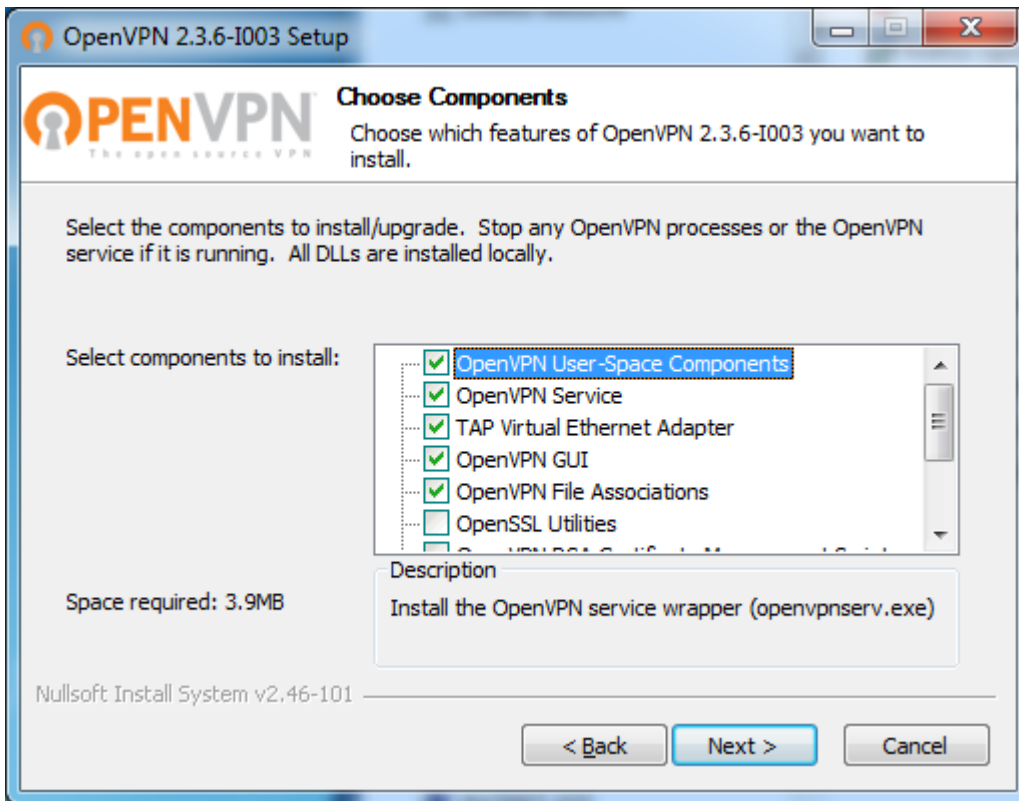 OpenVPN 2.3.6-I003 Setup
OPENVPN
The open source VPN
Choose Components
Choose which features of OpenVPN 2.3.6-I003 you want to
install.
Select the components to install/upgrade.  Stop any OpenVPN processes or the OpenVPN
service if it is running.  All DLLs are installed locally.
Select components to install:
OpenVPN User-Space Components
OpenVPN Service
TAP Virtual Ethernet Adapter
OpenVPN GUI
OpenVPN File Associations
OpenSSL Utilities
Space required: 3.9MB
Description
Install the OpenVPN service wrapper (openvpnserv.exe)
Nullsoft Install System v2.46-101
< Back
Next >
Cancel